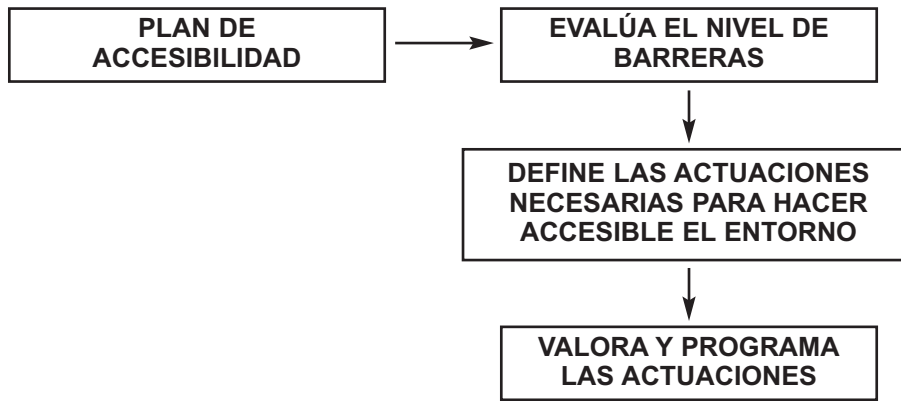 PLAN DE
ACCESIBILIDAD
EVALÚA EL NIVEL DE
BARRERAS
DEFINE LAS ACTUACIONES
NECESARIAS PARA HACER
ACCESIBLE EL ENTORNO
VALORA Y PROGRAMA
LAS ACTUACIONES